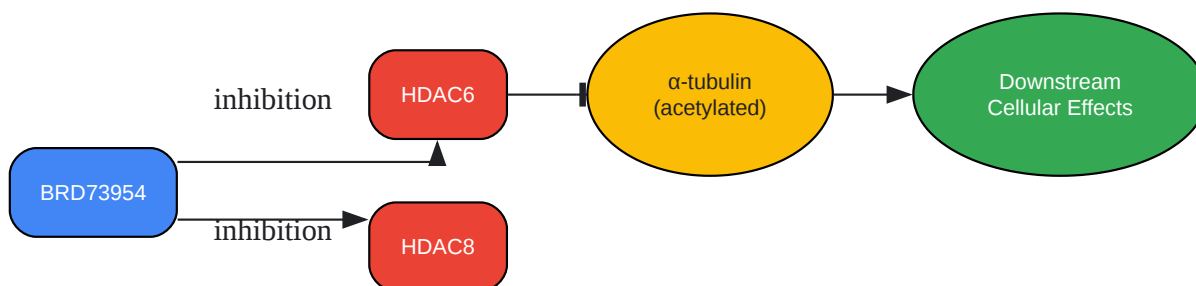 inhibition
HDAC6
α-tubulin
(acetylated)
Downstream
Cellular Effects
BRD73954
inhibition
HDAC8